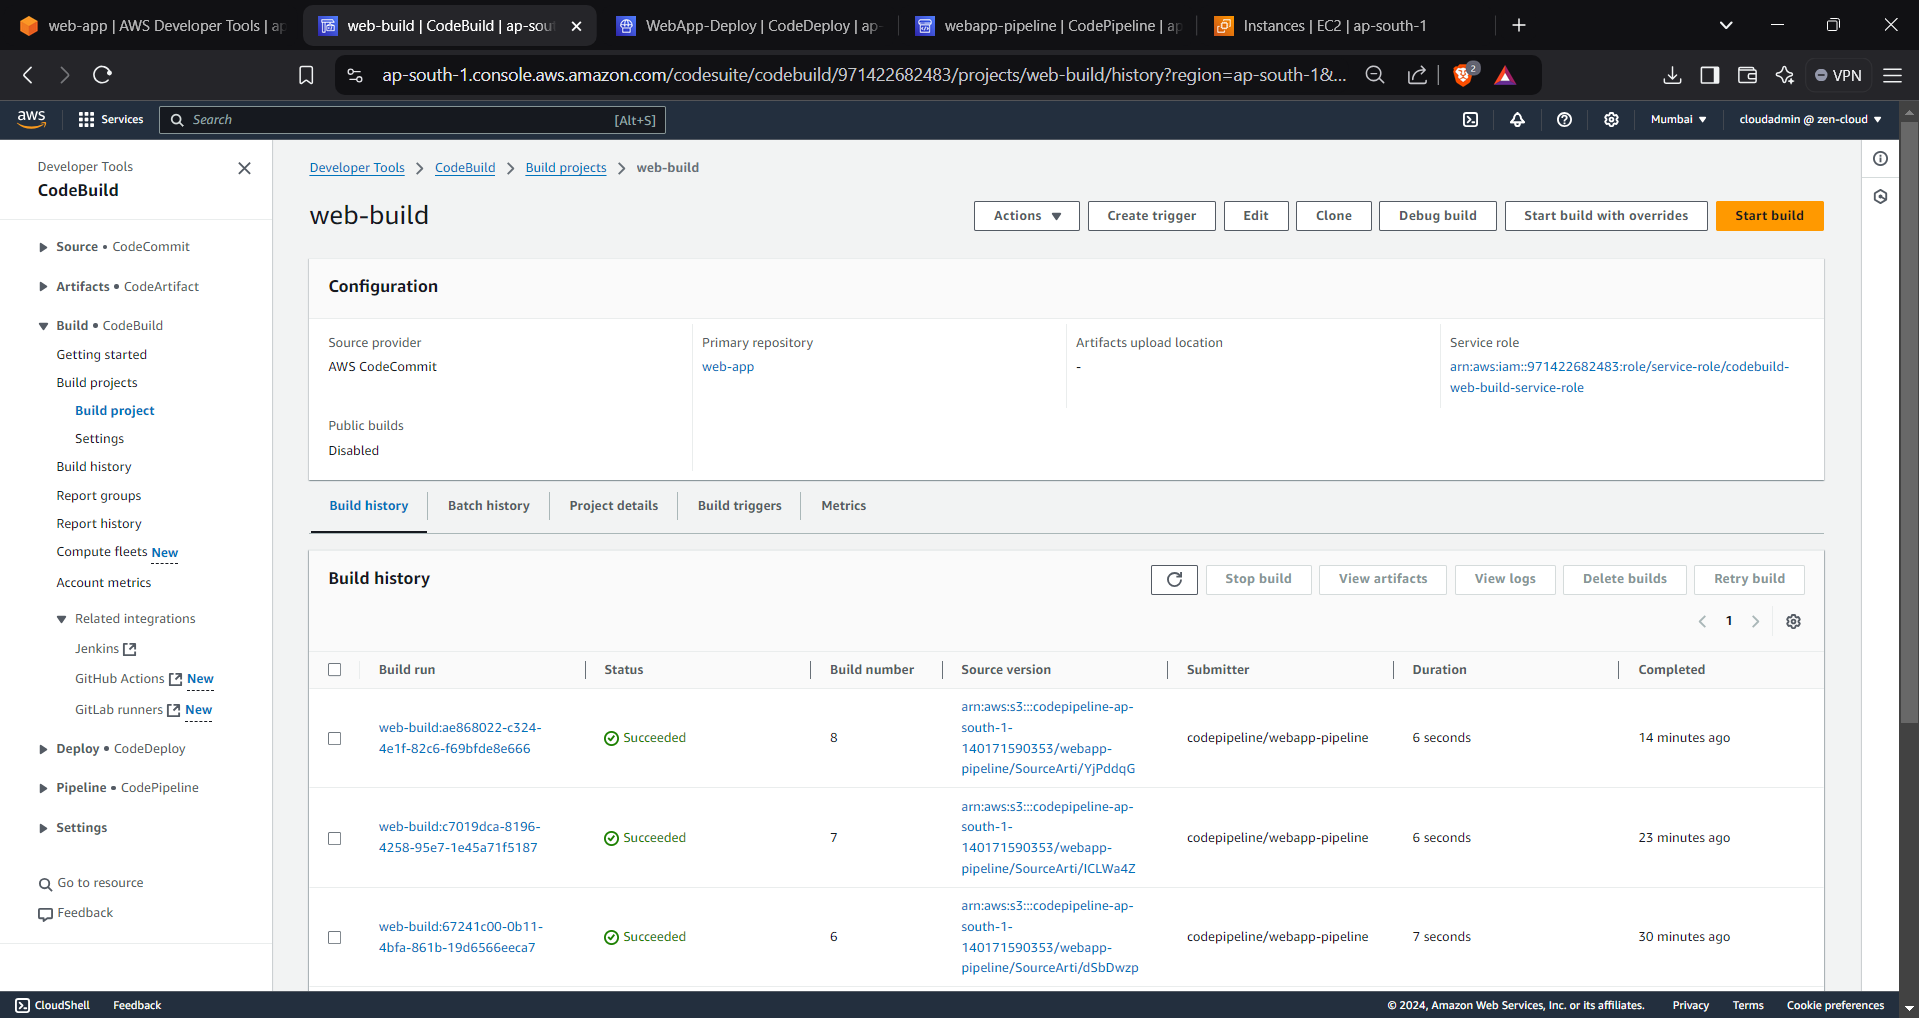 web-app | AWS Developer Tools | ap
web-build | CodeBuild | ap-sou
WebApp-Deploy | CodeDeploy | ap-
webapp-pipeline | CodePipeline | ap
Instances | EC2 | ap-south-1
ap-south-1.console.aws.amazon.com/codesuite/codebuild/971422682483/projects/web-build/history?region=ap-south-1&...
2
VPN
aws
Services
Search
[Alt+S]
Mumbai
cloudadmin @ zen-cloud
Developer Tools
CodeBuild
Source • CodeCommit
Artifacts • CodeArtifact
Build • CodeBuild
Getting started
Build projects
Build project
Settings
Build history
Report groups
Report history
Compute fleets New
Account metrics
Related integrations
Jenkins
GitHub Actions New
GitLab runners New
Deploy • CodeDeploy
Pipeline • CodePipeline
Settings
Go to resource
Feedback
Developer Tools > CodeBuild > Build projects > web-build
web-build
Actions
Create trigger
Edit
Clone
Debug build
Start build with overrides
Start build
Configuration
Source provider
AWS CodeCommit
Primary repository
web-app
Artifacts upload location
-
Service role
arn:aws:iam::971422682483:role/service-role/codebuild-
web-build-service-role
Public builds
Disabled
Build history
Batch history
Project details
Build triggers
Metrics
Build history
Stop build
View artifacts
View logs
Delete builds
Retry build
1
Build run
Status
Build number
Source version
Submitter
Duration
Completed
web-build:ae868022-c324-
4e1f-82c6-f69bfde8e666
Succeeded
8
arn:aws:s3:::codepipeline-ap-
south-1-
140171590353/webapp-
pipeline/SourceArti/YjPddqG
codepipeline/webapp-pipeline
6 seconds
14 minutes ago
web-build:c7019dca-8196-
4258-95e7-1e45a71f5187
Succeeded
7
arn:aws:s3:::codepipeline-ap-
south-1-
140171590353/webapp-
pipeline/SourceArti/ICLWa4Z
codepipeline/webapp-pipeline
6 seconds
23 minutes ago
web-build:67241c00-0b11-
4bfa-861b-19d6566eeca7
Succeeded
6
arn:aws:s3:::codepipeline-ap-
south-1-
140171590353/webapp-
pipeline/SourceArti/dSbDwzp
codepipeline/webapp-pipeline
7 seconds
30 minutes ago
CloudShell
Feedback
© 2024, Amazon Web Services, Inc. or its affiliates.
Privacy
Terms
Cookie preferences